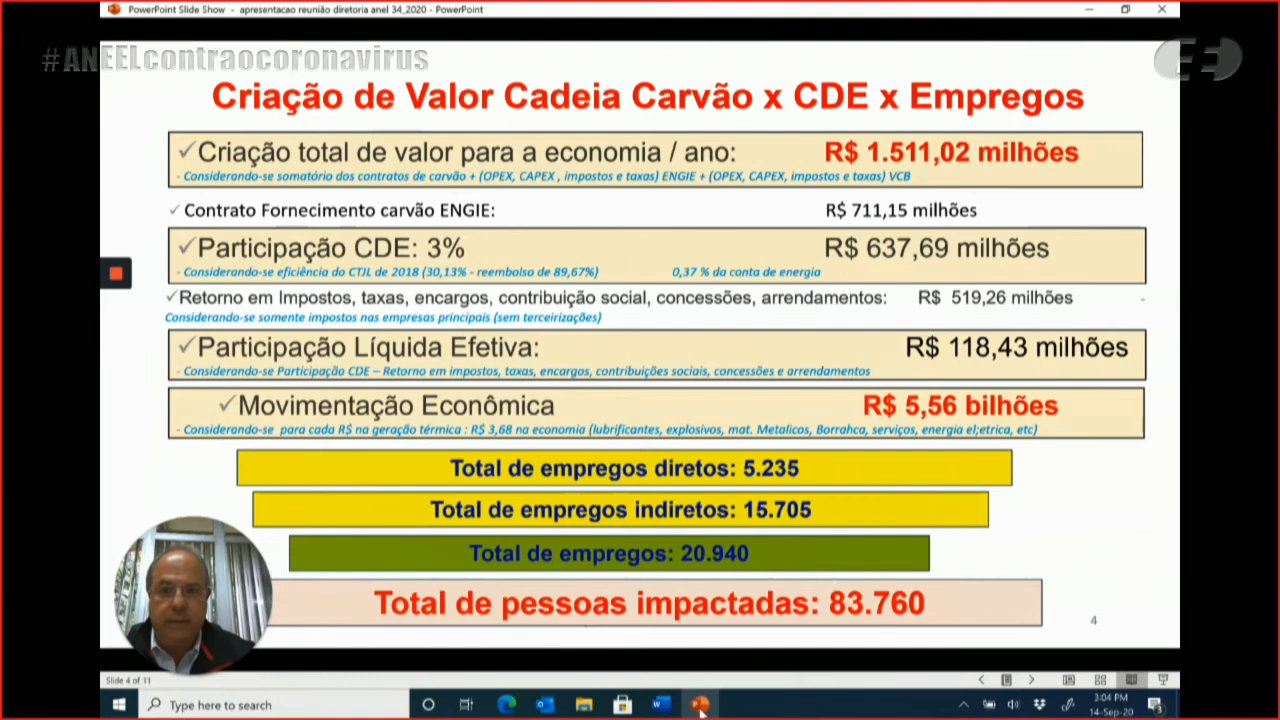 PowerPoint Slide Show - apresentacao reunião diretoria anel 34_2020 - PowerPoint
#ANEELcontraocoronavirus
Criação de Valor Cadeia Carvão x CDE x Empregos
✓Criação total de valor para a economia / ano: R$ 1.511,02 milhões
- Considerando-se somatório dos contratos de carvão + (OPEX, CAPEX , impostos e taxas) ENGIE + (OPEX, CAPEX, impostos e taxas) VCB
✓ Contrato Fornecimento carvão ENGIE: R$ 711,15 milhões
✓Participação CDE: 3% R$ 637,69 milhões
- Considerando-se eficiência do CTJL de 2018 (30,13% - reembolso de 89,67%) 0,37 % da conta de energia
✓Retorno em Impostos, taxas, encargos, contribuição social, concessões, arrendamentos: R$ 519,26 milhões -
Considerando-se somente impostos nas empresas principais (sem terceirizações)
✓Participação Líquida Efetiva: R$ 118,43 milhões
- Considerando-se Participação CDE – Retorno em impostos, taxas, encargos, contribuições sociais, concessões e arrendamentos
✓Movimentação Econômica R$ 5,56 bilhões
- Considerando-se para cada R$ na geração térmica : R$ 3,68 na economia (lubrificantes, explosivos, mat. Metalicos, Borrahca, serviços, energia el;etrica, etc)
Total de empregos diretos: 5.235
Total de empregos indiretos: 15.705
Total de empregos: 20.940
Total de pessoas impactadas: 83.760
4
Slide 4 of 11
Type here to search
3:04 PM
14-Sep-20
3